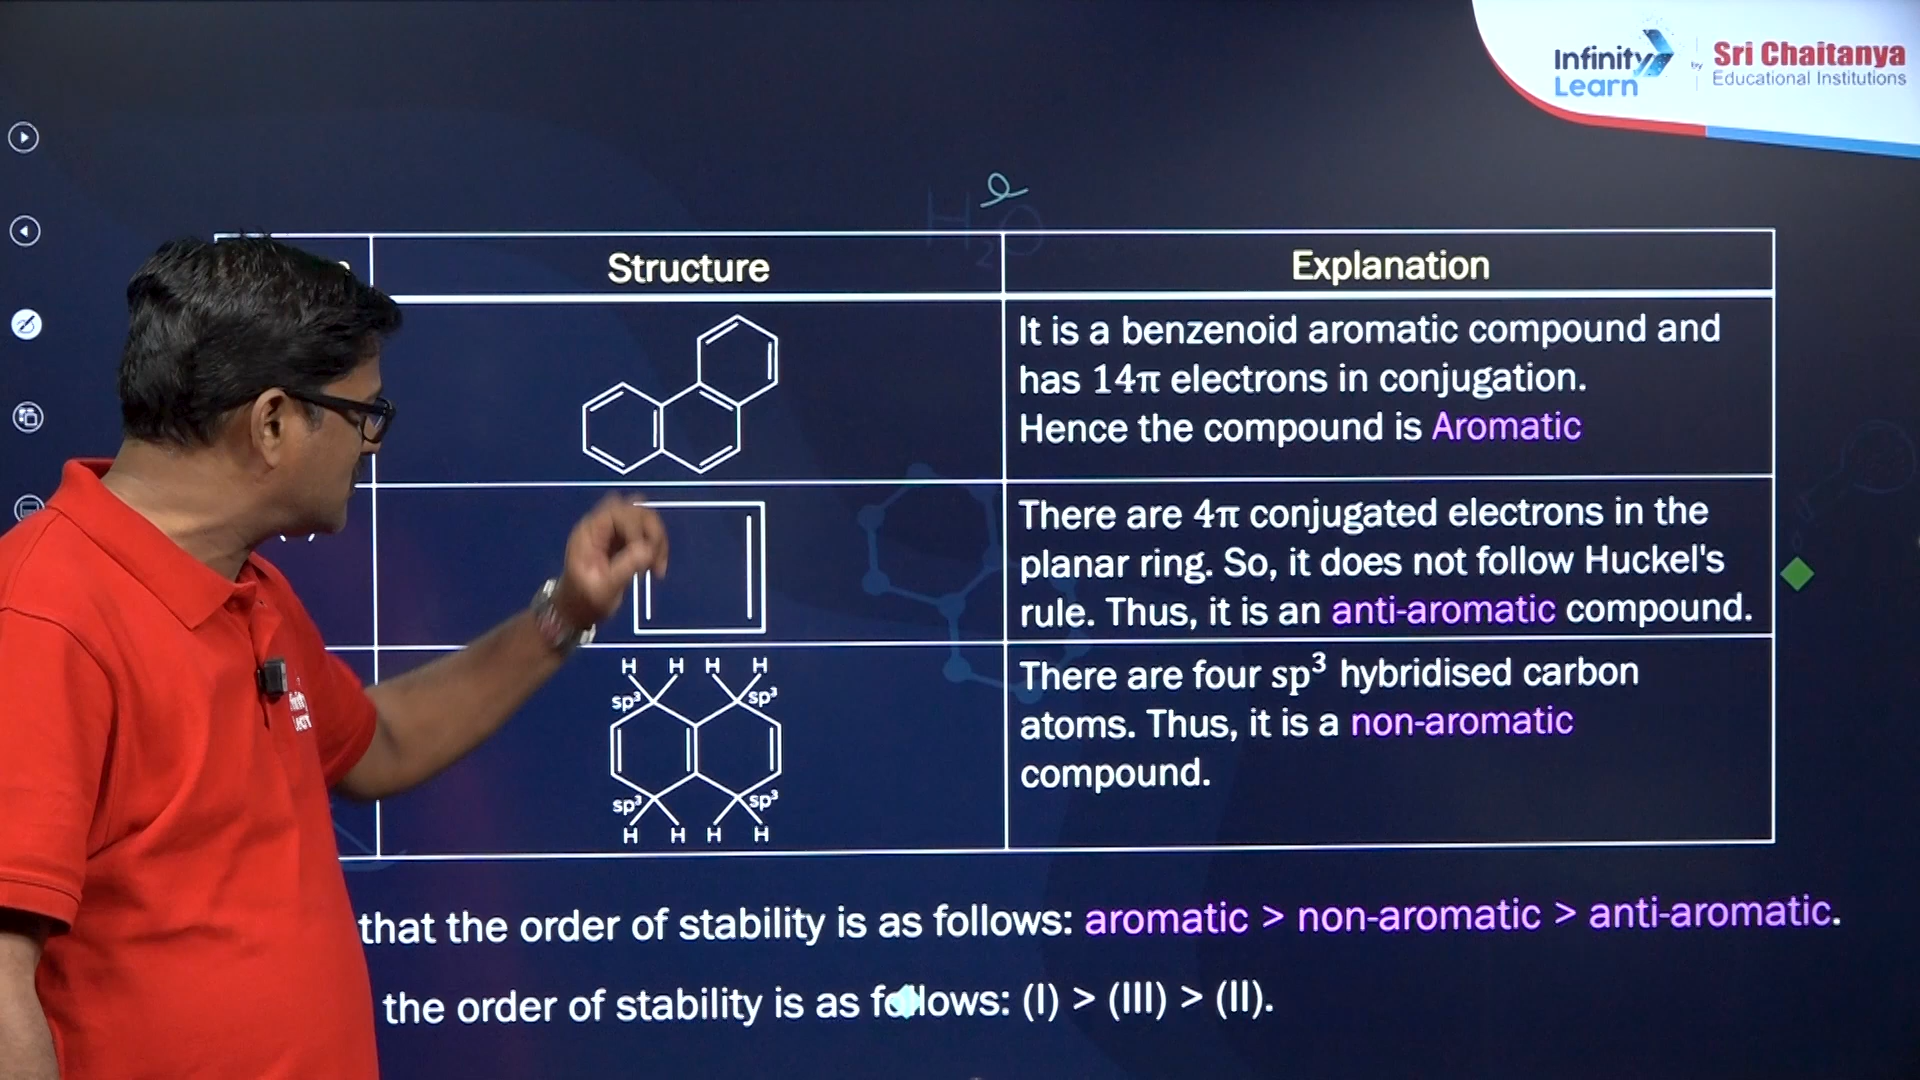 Infinity Learn by Sri Chaitanya Educational Institutions
H₂O
Structure
Explanation
It is a benzenoid aromatic compound and
has 14π electrons in conjugation.
Hence the compound is Aromatic
There are 4π conjugated electrons in the
planar ring. So, it does not follow Huckel's
rule. Thus, it is an anti-aromatic compound.
H H H H
sp³ sp³
sp³ sp³
H H H H
There are four sp³ hybridised carbon
atoms. Thus, it is a non-aromatic
compound.
that the order of stability is as follows: aromatic > non-aromatic > anti-aromatic.
the order of stability is as follows: (I) > (III) > (II).